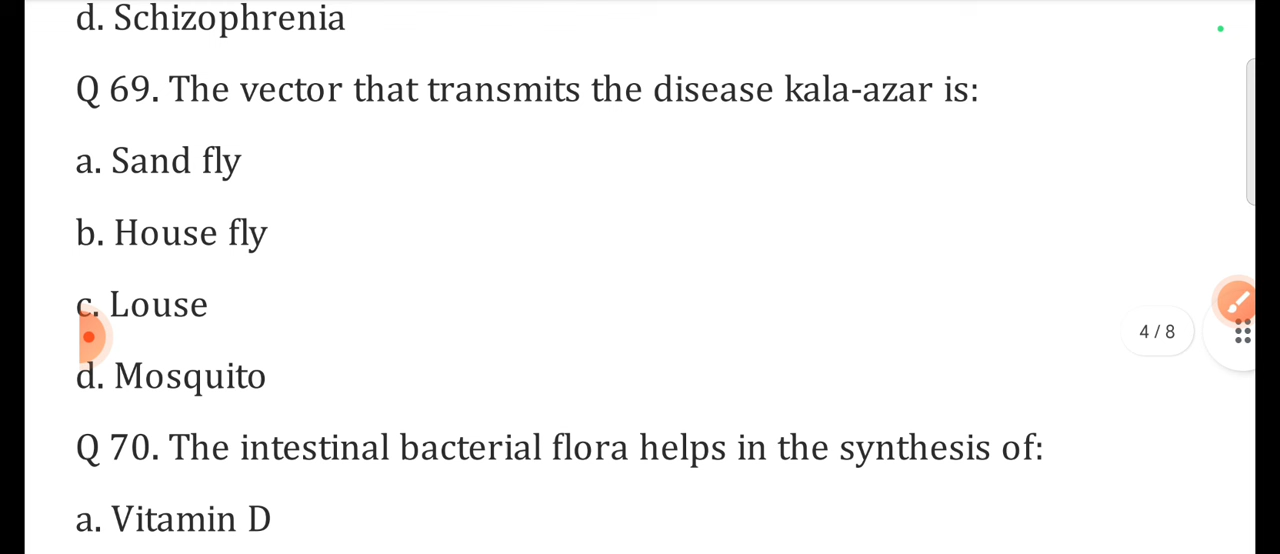 d. Schizophrenia
Q 69. The vector that transmits the disease kala-azar is:
a. Sand fly
b. House fly
c. Louse
4 / 8
d. Mosquito
Q 70. The intestinal bacterial flora helps in the synthesis of:
a. Vitamin D